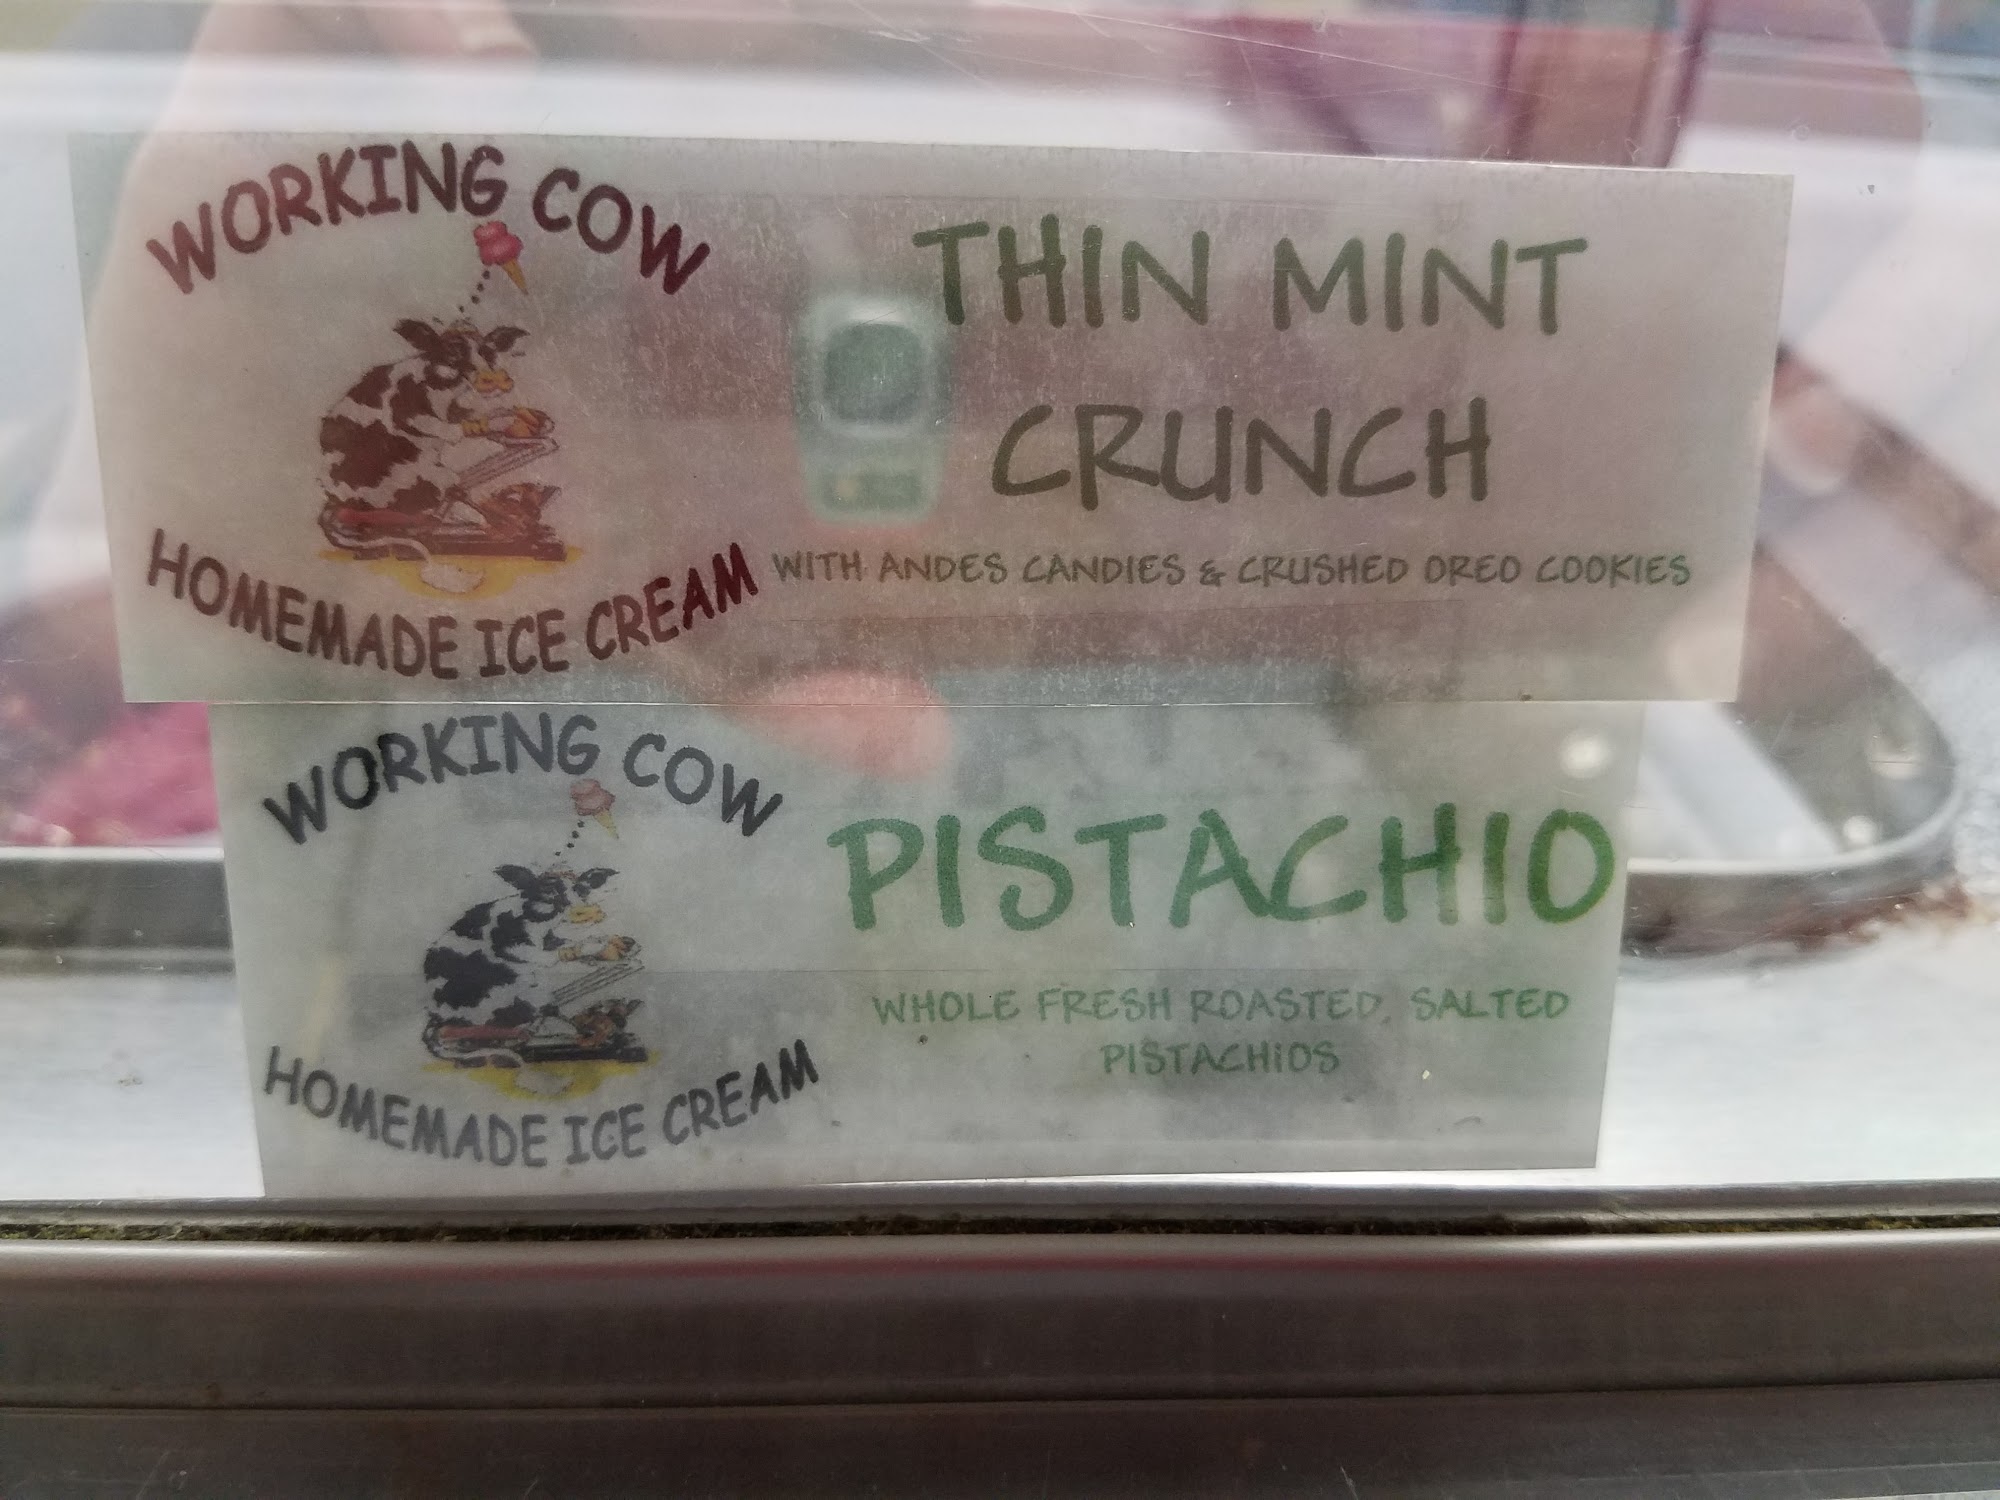 WORKING COW
HOMEMADE ICE CREAM
THIN MINT
CRUNCH
WITH ANDES CANDIES & CRUSHED OREO COOKIES
WORKING COW
HOMEMADE ICE CREAM
PISTACHIO
WHOLE FRESH ROASTED, SALTED
PISTACHIOS